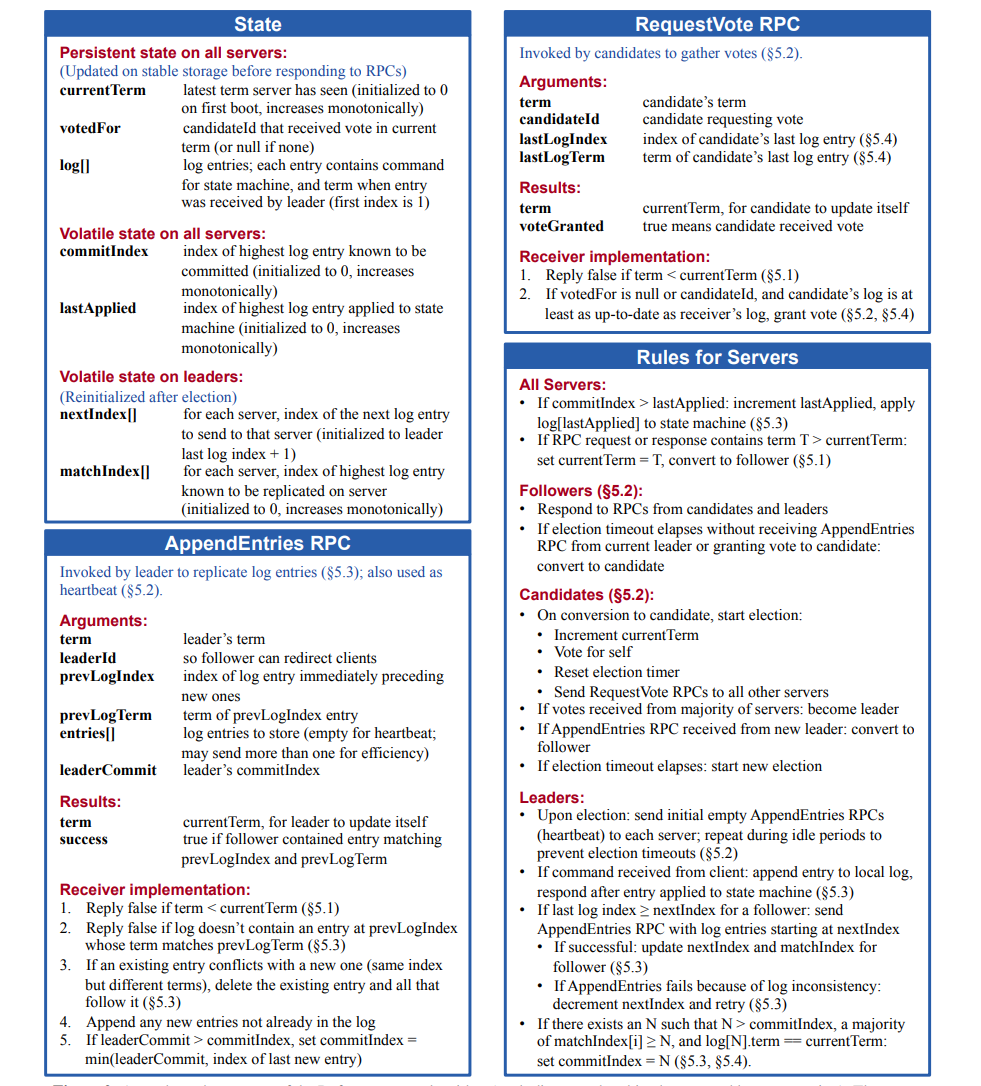 State
Persistent state on all servers:
(Updated on stable storage before responding to RPCs)
currentTerm latest term server has seen (initialized to 0
on first boot, increases monotonically)
votedFor candidateId that received vote in current
term (or null if none)
log[] log entries; each entry contains command
for state machine, and term when entry
was received by leader (first index is 1)
Volatile state on all servers:
commitIndex index of highest log entry known to be
committed (initialized to 0, increases
monotonically)
lastApplied index of highest log entry applied to state
machine (initialized to 0, increases
monotonically)
Volatile state on leaders:
(Reinitialized after election)
nextIndex[] for each server, index of the next log entry
to send to that server (initialized to leader
last log index + 1)
matchIndex[] for each server, index of highest log entry
known to be replicated on server
(initialized to 0, increases monotonically)
AppendEntries RPC
Invoked by leader to replicate log entries (§5.3); also used as
heartbeat (§5.2).
Arguments:
term leader's term
leaderId so follower can redirect clients
prevLogIndex index of log entry immediately preceding
new ones
prevLogTerm term of prevLogIndex entry
entries[] log entries to store (empty for heartbeat;
may send more than one for efficiency)
leaderCommit leader's commitIndex
Results:
term currentTerm, for leader to update itself
success true if follower contained entry matching
prevLogIndex and prevLogTerm
Receiver implementation:
1. Reply false if term < currentTerm (§5.1)
2. Reply false if log doesn't contain an entry at prevLogIndex
whose term matches prevLogTerm (§5.3)
3. If an existing entry conflicts with a new one (same index
but different terms), delete the existing entry and all that
follow it (§5.3)
4. Append any new entries not already in the log
5. If leaderCommit > commitIndex, set commitIndex =
min(leaderCommit, index of last new entry)
RequestVote RPC
Invoked by candidates to gather votes (§5.2).
Arguments:
term candidate's term
candidateId candidate requesting vote
lastLogIndex index of candidate's last log entry (§5.4)
lastLogTerm term of candidate's last log entry (§5.4)
Results:
term currentTerm, for candidate to update itself
voteGranted true means candidate received vote
Receiver implementation:
1. Reply false if term < currentTerm (§5.1)
2. If votedFor is null or candidateId, and candidate's log is at
least as up-to-date as receiver's log, grant vote (§5.2, §5.4)
Rules for Servers
All Servers:
• If commitIndex > lastApplied: increment lastApplied, apply
log[lastApplied] to state machine (§5.3)
• If RPC request or response contains term T > currentTerm:
set currentTerm = T, convert to follower (§5.1)
Followers (§5.2):
• Respond to RPCs from candidates and leaders
• If election timeout elapses without receiving AppendEntries
RPC from current leader or granting vote to candidate:
convert to candidate
Candidates (§5.2):
• On conversion to candidate, start election:
• Increment currentTerm
• Vote for self
• Reset election timer
• Send RequestVote RPCs to all other servers
• If votes received from majority of servers: become leader
• If AppendEntries RPC received from new leader: convert to
follower
• If election timeout elapses: start new election
Leaders:
• Upon election: send initial empty AppendEntries RPCs
(heartbeat) to each server; repeat during idle periods to
prevent election timeouts (§5.2)
• If command received from client: append entry to local log,
respond after entry applied to state machine (§5.3)
• If last log index ≥ nextIndex for a follower: send
AppendEntries RPC with log entries starting at nextIndex
• If successful: update nextIndex and matchIndex for
follower (§5.3)
• If AppendEntries fails because of log inconsistency:
decrement nextIndex and retry (§5.3)
• If there exists an N such that N > commitIndex, a majority
of matchIndex[i] ≥ N, and log[N].term == currentTerm:
set commitIndex = N (§5.3, §5.4).